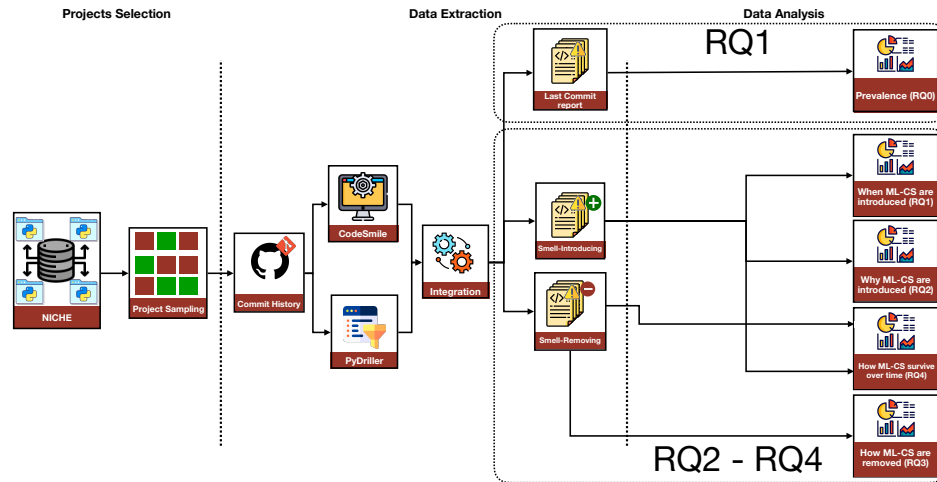 Projects Selection
Data Extraction
Data Analysis
RQ1
Last Commit
report
Prevalence (RQ0)
NICHE
Project Sampling
Commit History
CodeSmile
PyDriller
Integration
Smell-Introducing
Smell-Removing
When ML-CS are
introduced (RQ1)
Why ML-CS are
introduced (RQ2)
How ML-CS survive
over time (RQ4)
How ML-CS are
removed (RQ3)
RQ2 - RQ4